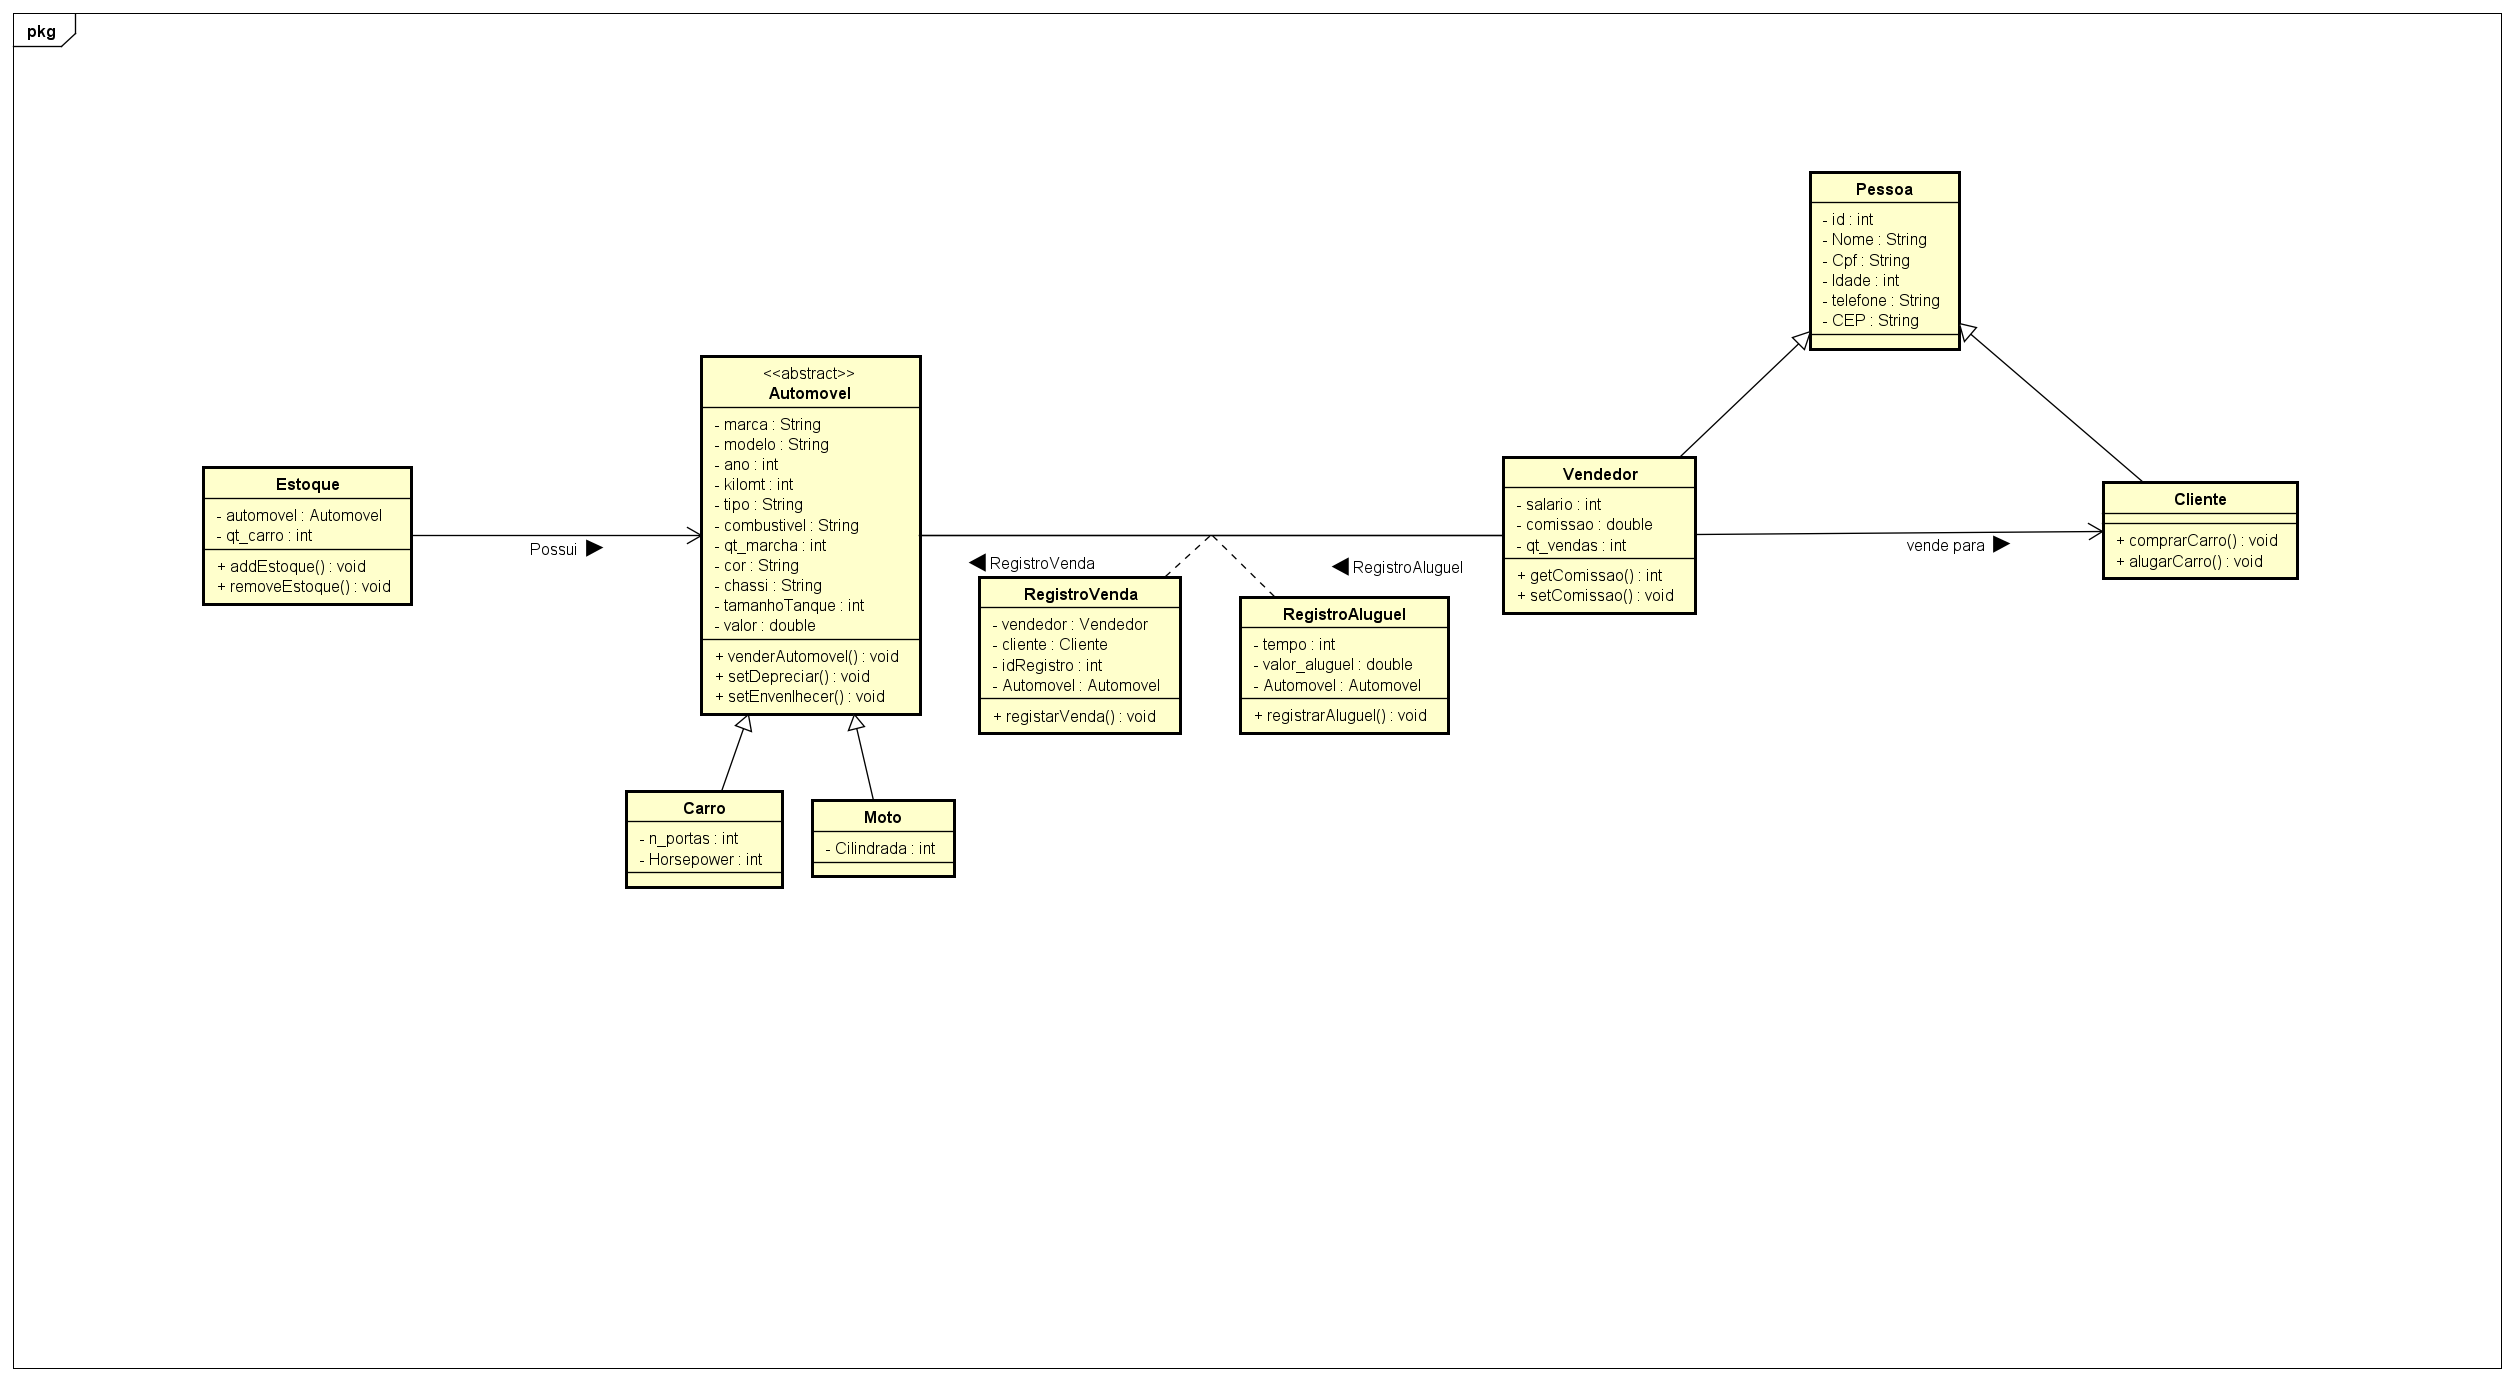 pkg
Pessoa
- id : int
- Nome : String
- Cpf : String
- Idade : int
- telefone : String
- CEP : String
<<abstract>>
Automovel
- marca : String
- modelo : String
- ano : int
- kilomt : int
- tipo : String
- combustivel : String
- qt_marcha : int
- cor : String
- chassi : String
- tamanhoTanque : int
- valor : double
+ venderAutomovel() : void
+ setDepreciar() : void
+ setEnvenlhecer() : void
Estoque
- automovel : Automovel
- qt_carro : int
+ addEstoque() : void
+ removeEstoque() : void
Possui
RegistroVenda
RegistroAluguel
Vendedor
- salario : int
- comissao : double
- qt_vendas : int
+ getComissao() : int
+ setComissao() : void
vende para
Cliente
+ comprarCarro() : void
+ alugarCarro() : void
RegistroVenda
- vendedor : Vendedor
- cliente : Cliente
- idRegistro : int
- Automovel : Automovel
+ registarVenda() : void
RegistroAluguel
- tempo : int
- valor_aluguel : double
- Automovel : Automovel
+ registrarAluguel() : void
Carro
- n_portas : int
- Horsepower : int
Moto
- Cilindrada : int